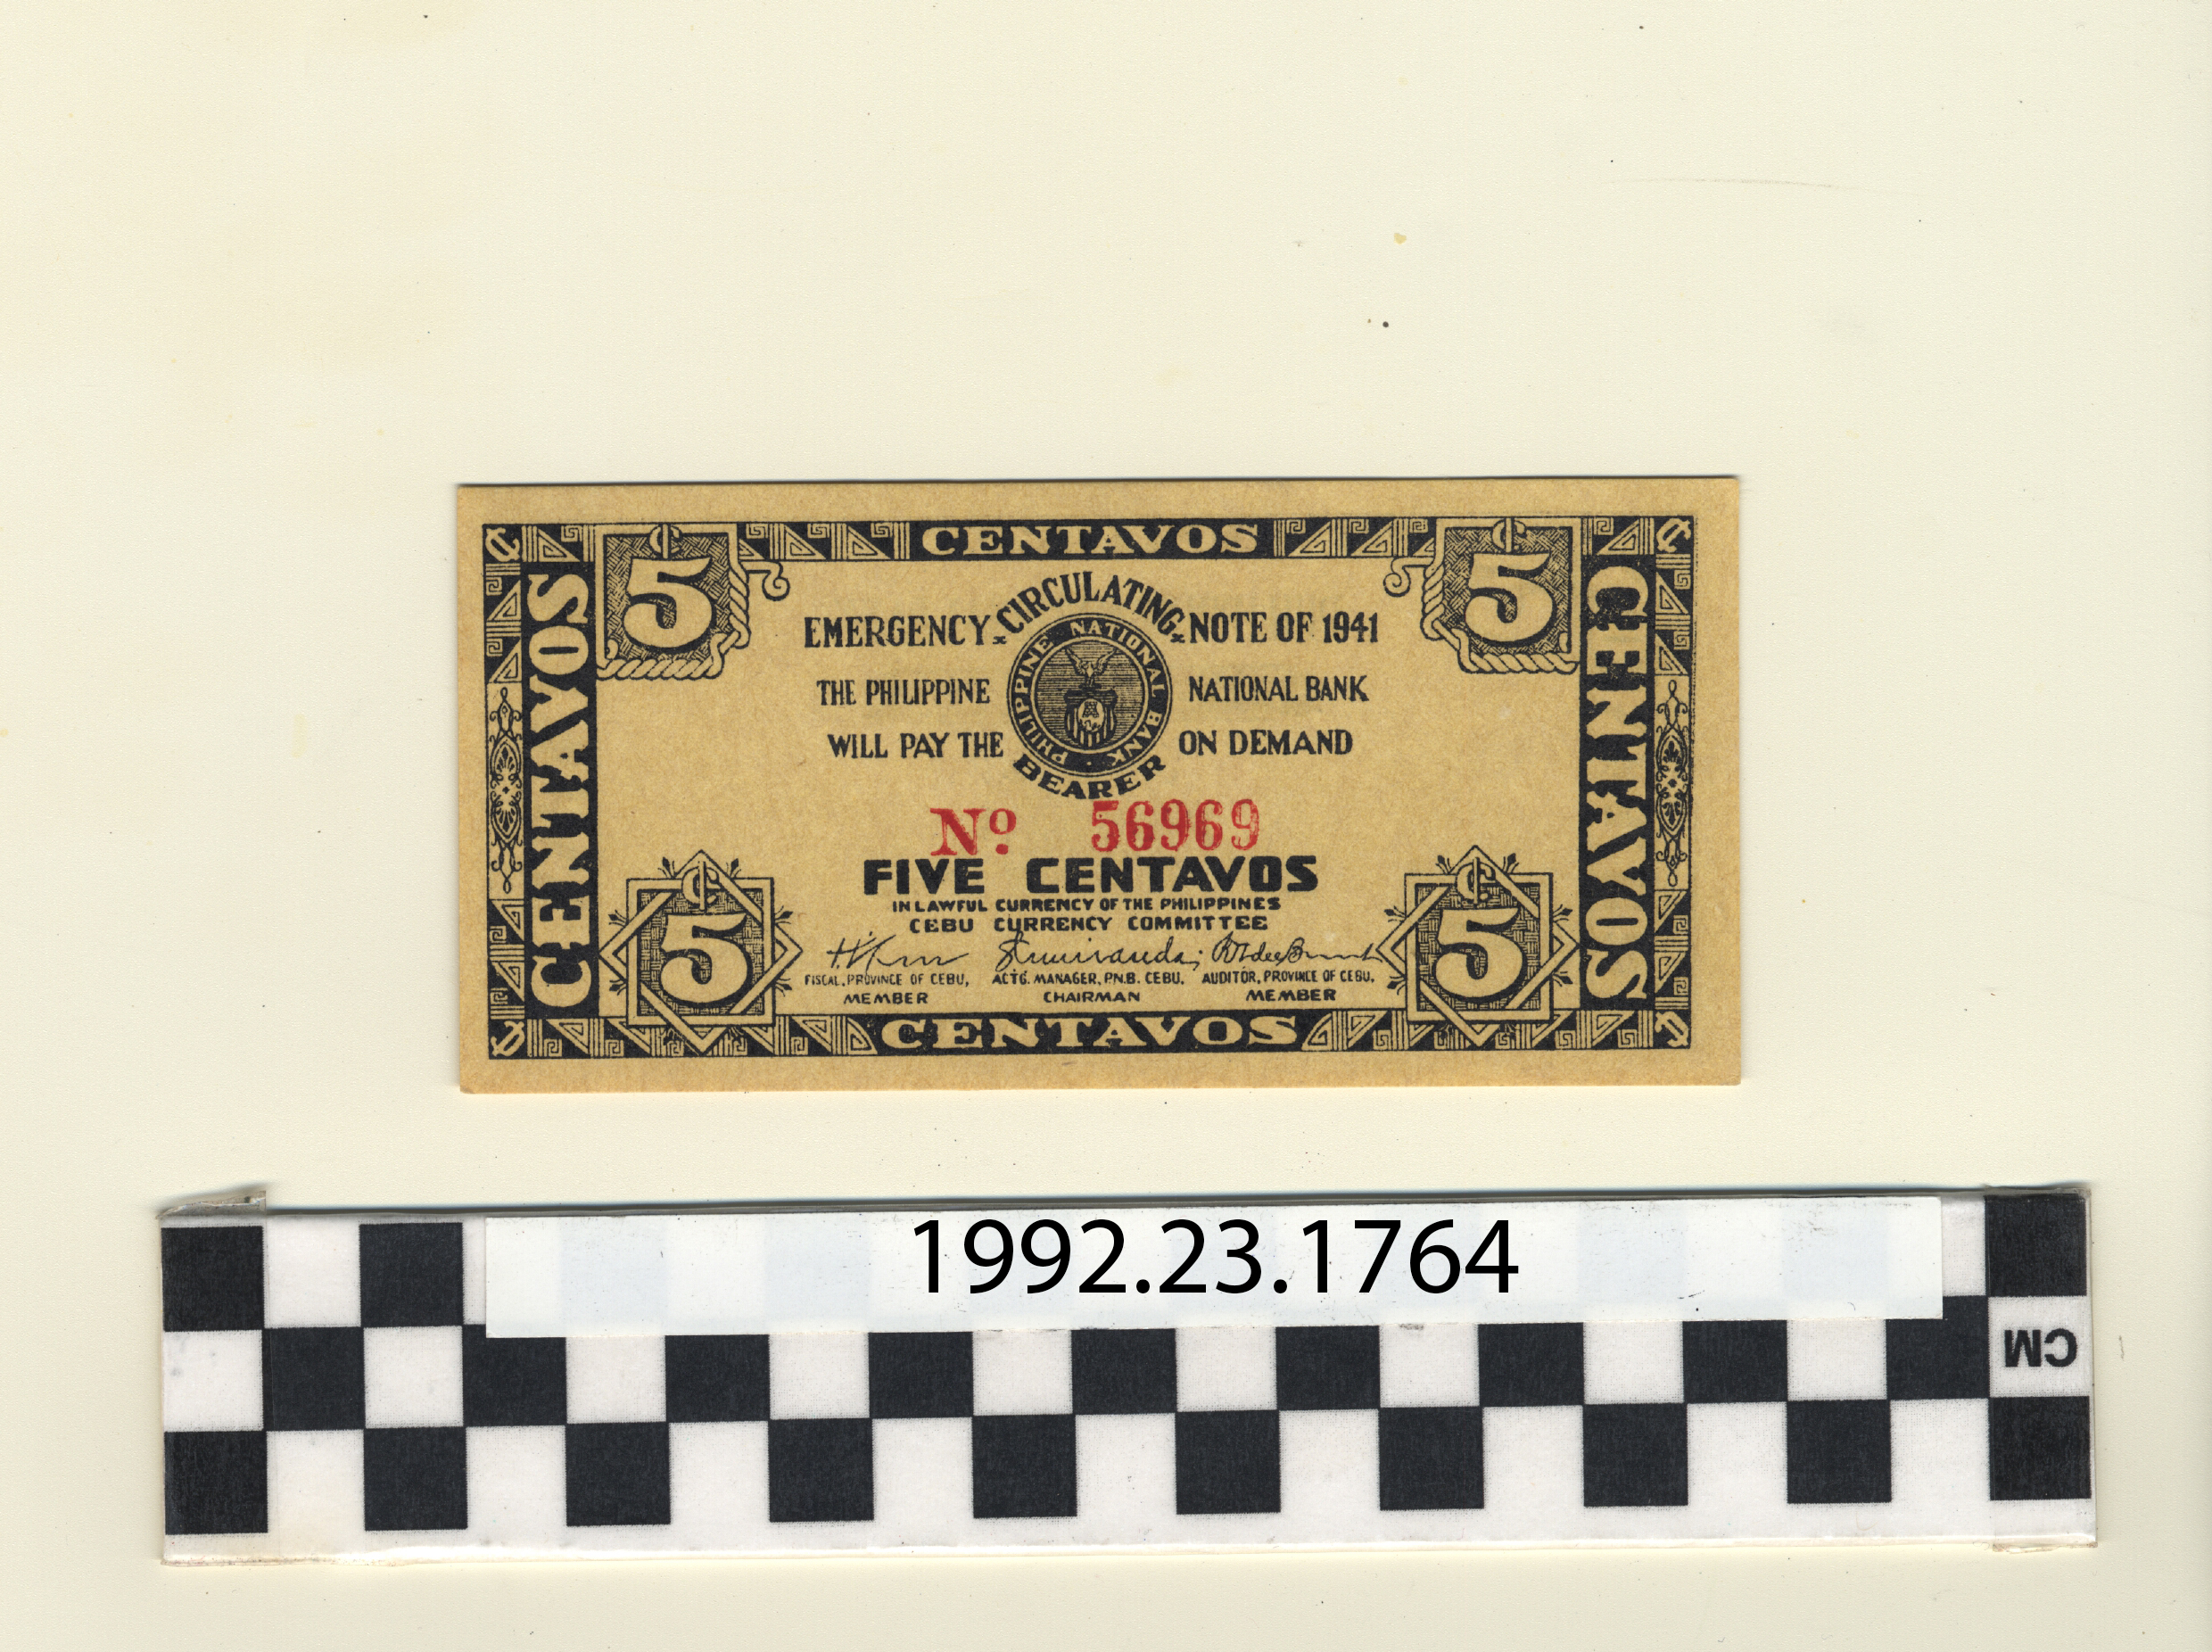 CENTAVOS
¢5
¢5
CENTAVOS
CENTAVOS
EMERGENCY CIRCULATING NOTE OF 1941
PHILIPPINE NATIONAL BANK
THE PHILIPPINE NATIONAL BANK
WILL PAY THE BEARER ON DEMAND
Nº 56969
FIVE CENTAVOS
IN LAWFUL CURRENCY OF THE PHILIPPINES
CEBU CURRENCY COMMITTEE
¢5
¢5
FISCAL, PROVINCE OF CEBU, ACT'G. MANAGER, P.N.B. CEBU. AUDITOR, PROVINCE OF CEBU.
MEMBER CHAIRMAN MEMBER
CENTAVOS
1992.23.1764
CM